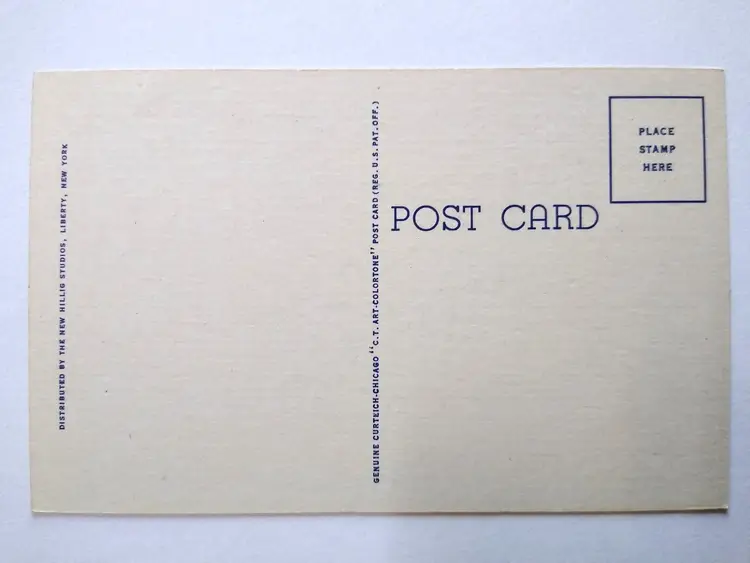 DISTRIBUTED BY THE NEW HILLIG STUDIOS, LIBERTY, NEW YORK
GENUINE CURTEICH-CHICAGO "C.T. ART-COLORTONE" POST CARD (REG. U.S. PAT. OFF.)
POST CARD
PLACE
STAMP
HERE